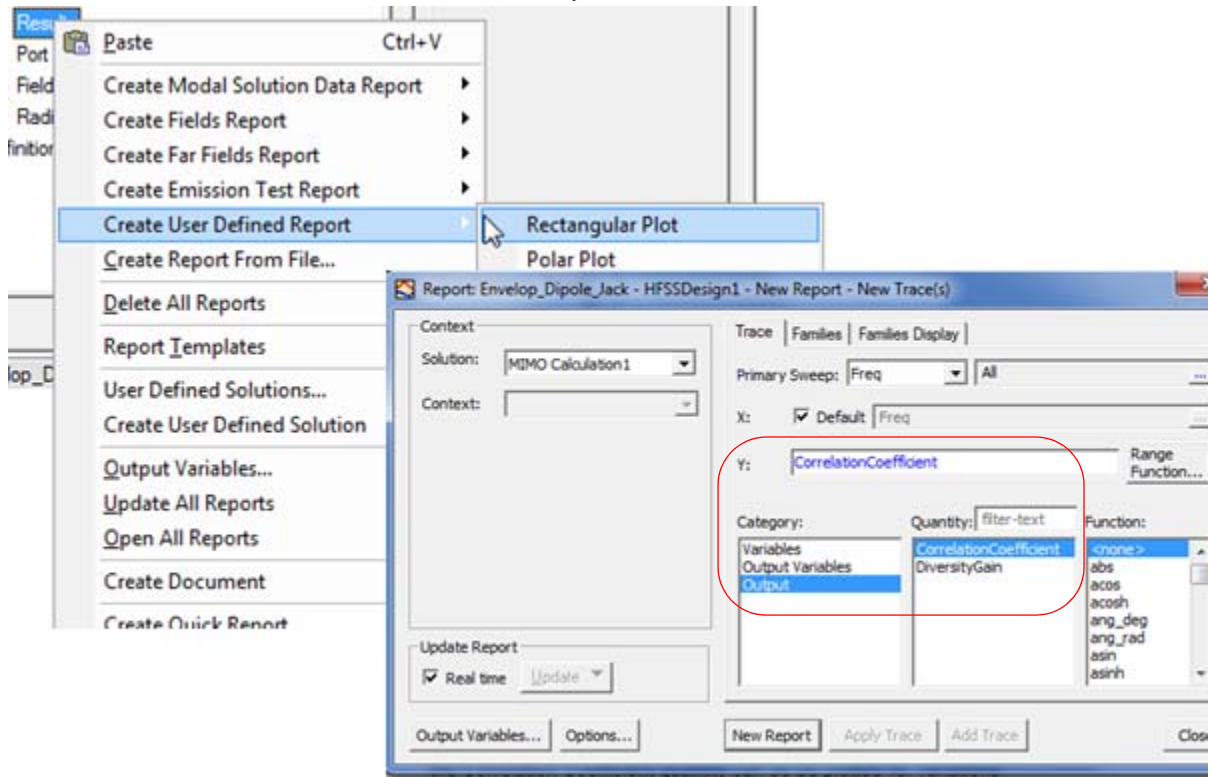 Resul
Port
Field
Radi
finition
lop_D
Paste Ctrl+V
Create Modal Solution Data Report
Create Fields Report
Create Far Fields Report
Create Emission Test Report
Create User Defined Report
Create Report From File...
Delete All Reports
Report Templates
User Defined Solutions...
Create User Defined Solution
Output Variables...
Update All Reports
Open All Reports
Create Document
Create Quick Report
Rectangular Plot
Polar Plot
Report: Envelop_Dipole_Jack - HFSSDesign1 - New Report - New Trace(s)
Context
Solution: MIMO Calculation1
Context:
Update Report
Real time Update
Output Variables... Options...
Trace Families Families Display
Primary Sweep: Freq All ...
X: Default Freq ...
Y: CorrelationCoefficient Range Function...
Category: Quantity: filter-text Function:
Variables CorrelationCoefficient <none>
Output Variables DiversityGain abs
Output acos
acosh
ang_deg
ang_rad
asin
asinh
New Report Apply Trace Add Trace Close